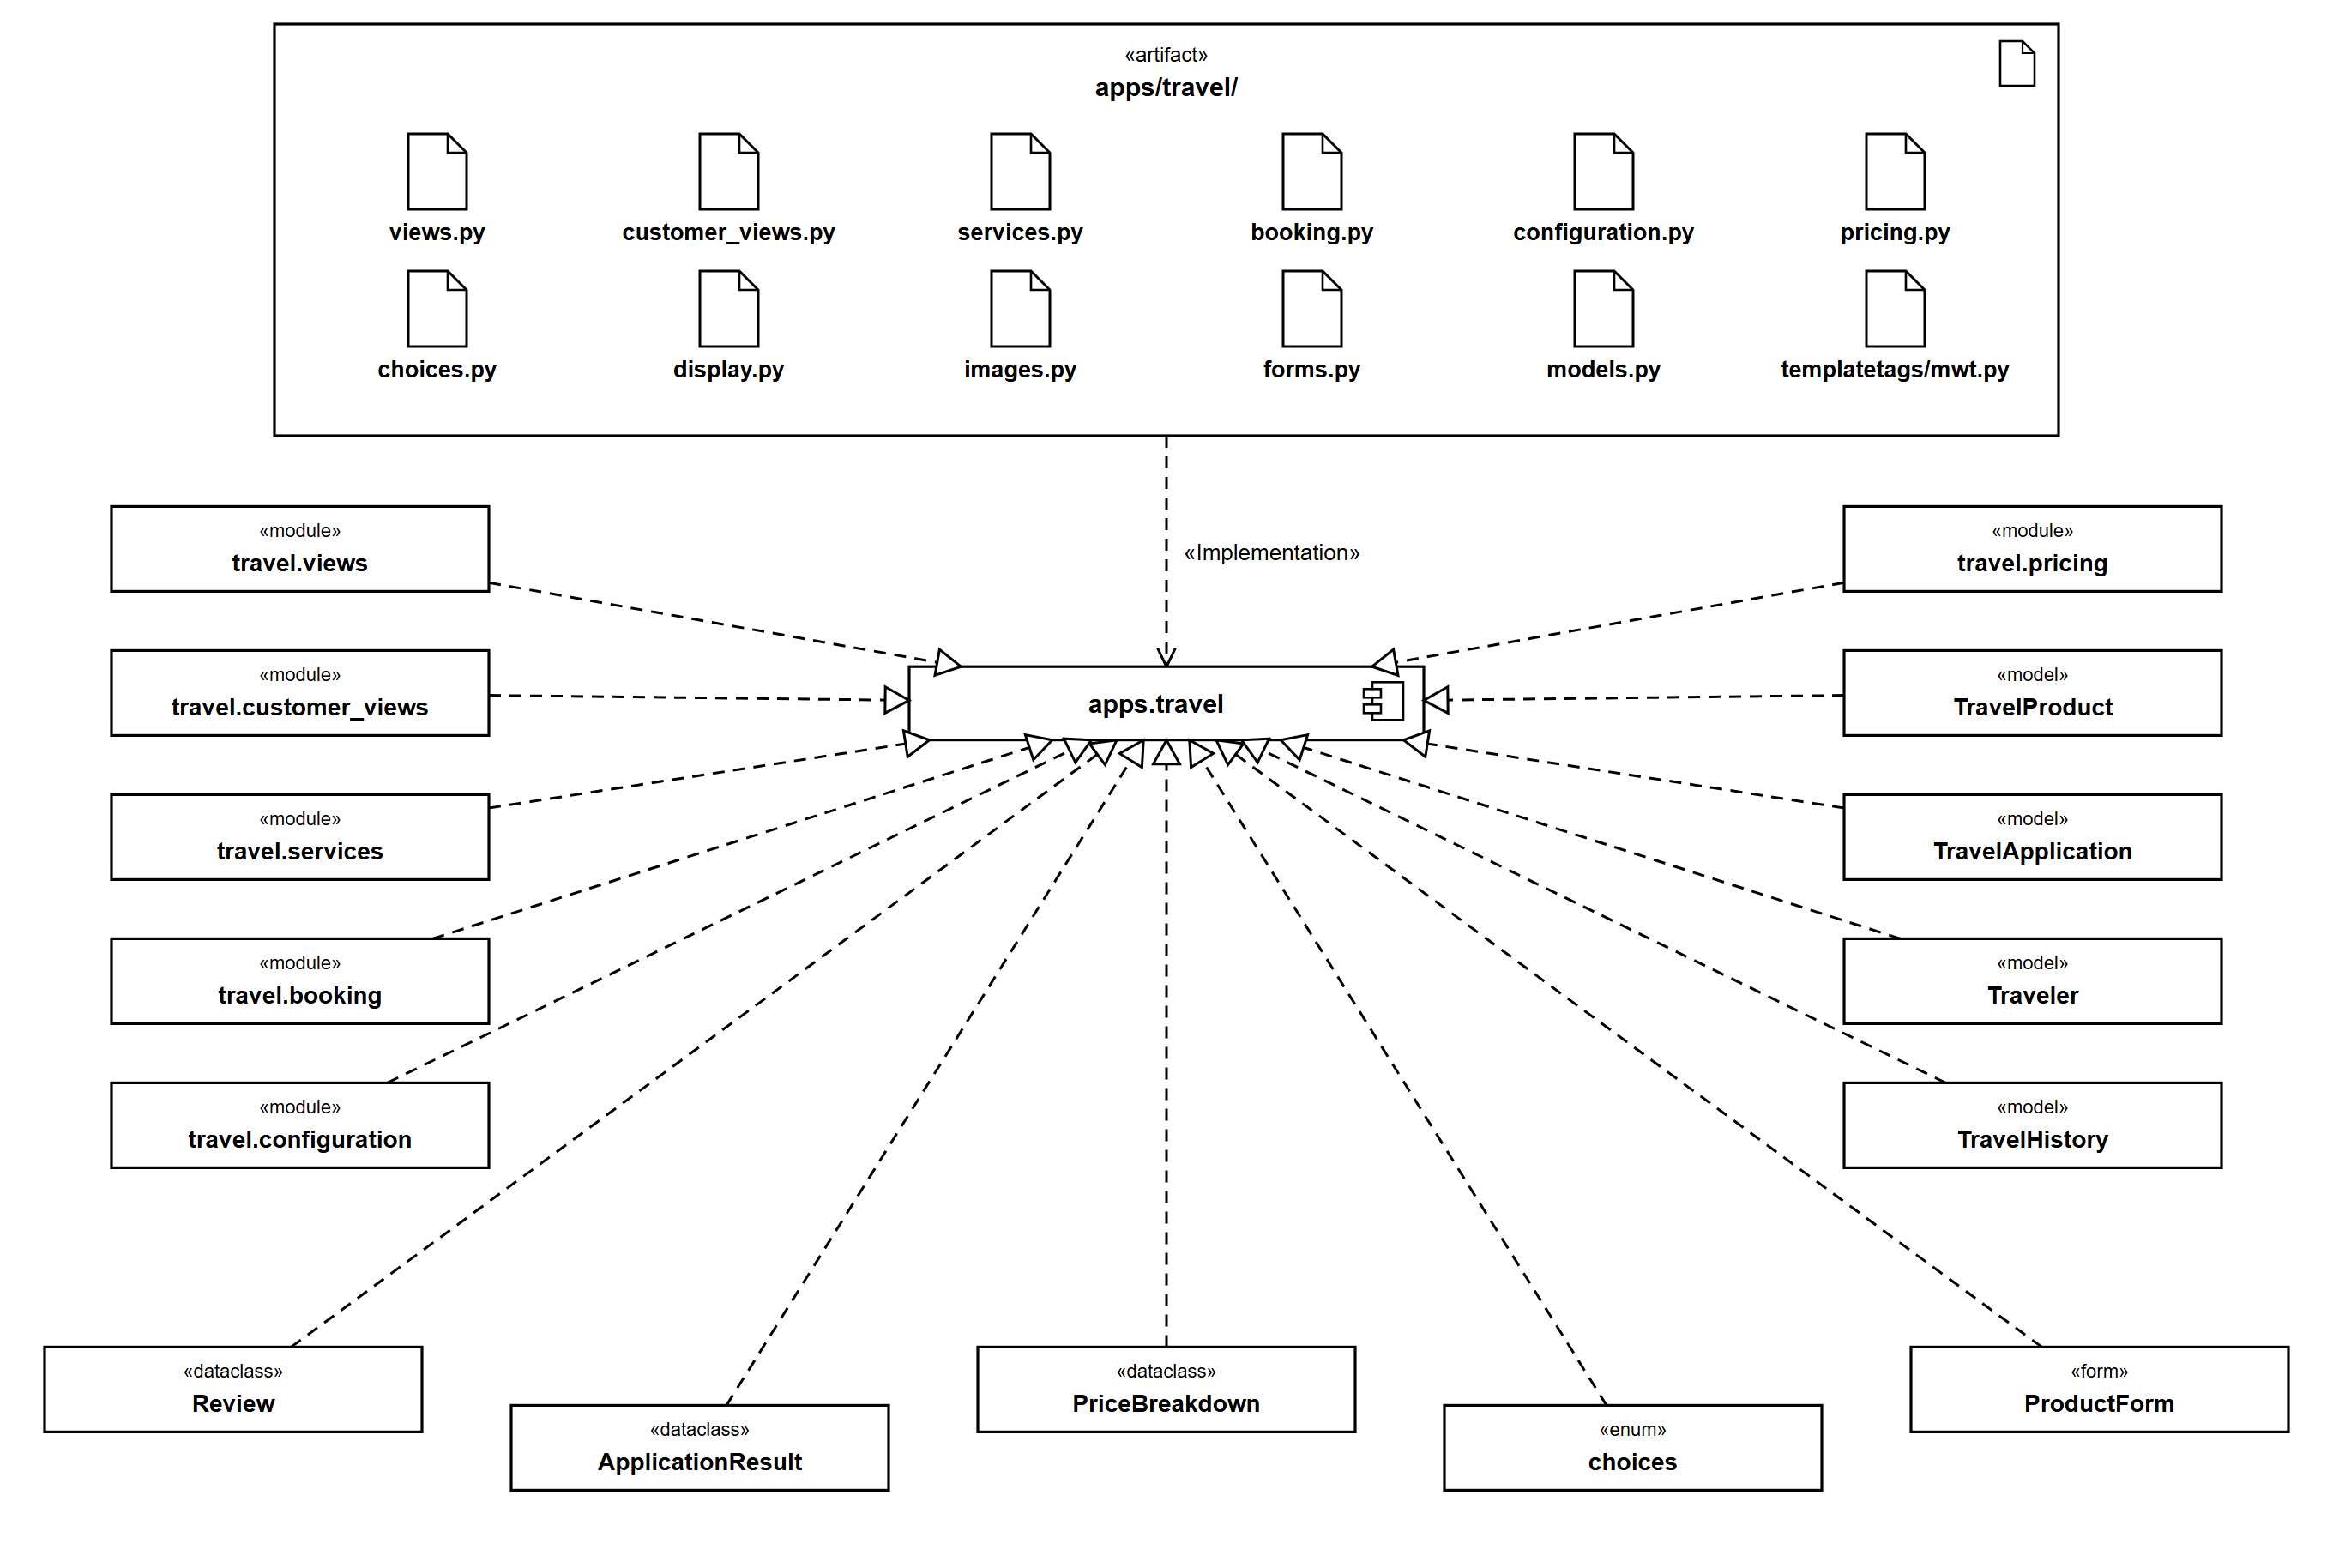 «artifact»
apps/travel/
views.py
customer_views.py
services.py
booking.py
configuration.py
pricing.py
choices.py
display.py
images.py
forms.py
models.py
templatetags/mwt.py
«Implementation»
«module»
travel.views
«module»
travel.pricing
«module»
travel.customer_views
apps.travel
«model»
TravelProduct
«module»
travel.services
«model»
TravelApplication
«module»
travel.booking
«model»
Traveler
«module»
travel.configuration
«model»
TravelHistory
«dataclass»
Review
«dataclass»
ApplicationResult
«dataclass»
PriceBreakdown
«enum»
choices
«form»
ProductForm